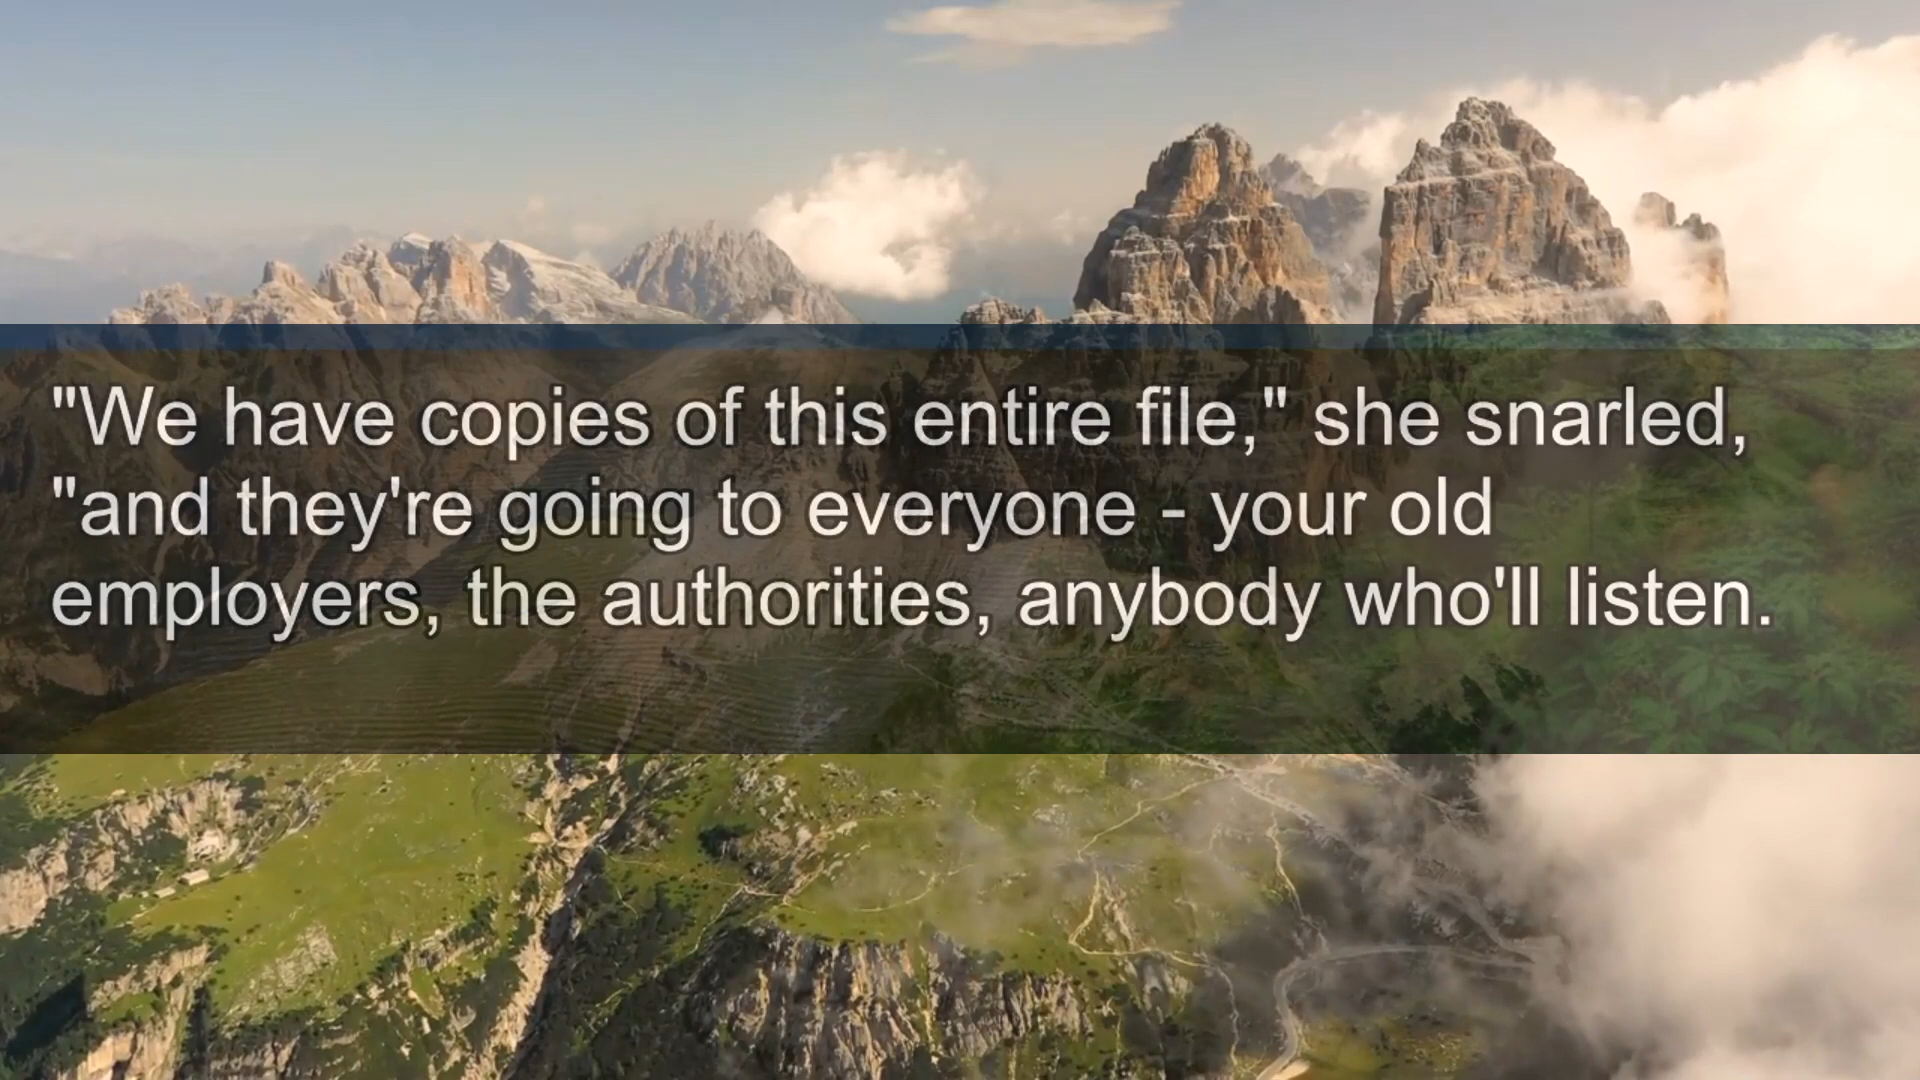 "We have copies of this entire file," she snarled,
"and they're going to everyone - your old
employers, the authorities, anybody who'll listen.